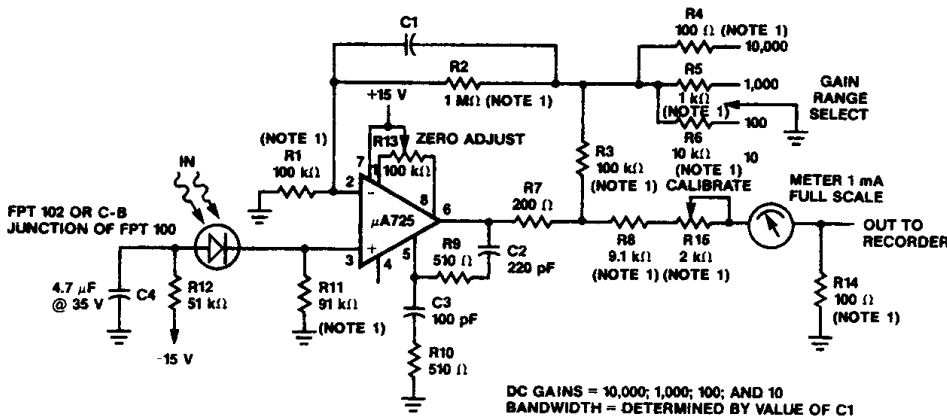 C1
R4
100 Ω (NOTE 1)
10,000
R2
1 MΩ (NOTE 1)
R5
1,000
1 kΩ
(NOTE 1)
100
R6
10 kΩ
(NOTE 1) 10
GAIN
RANGE
SELECT
+15 V
R13
ZERO ADJUST
100 kΩ
(NOTE 1)
R1
100 kΩ
7
1
2
-
8
6
μA725
+
3
4
5
IN
FPT 102 OR C-B
JUNCTION OF FPT 100
R3
100 kΩ
(NOTE 1)
CALIBRATE
METER 1 mA
FULL SCALE
OUT TO
RECORDER
R7
200 Ω
R8
9.1 kΩ
(NOTE 1)
R15
2 kΩ
(NOTE 1)
R9
510 Ω
C2
220 pF
4.7 μF
@ 35 V
C4
R12
51 kΩ
-15 V
R11
91 kΩ
(NOTE 1)
C3
100 pF
R10
510 Ω
R14
100 Ω
(NOTE 1)
DC GAINS = 10,000; 1,000; 100; AND 10
BANDWIDTH = DETERMINED BY VALUE OF C1